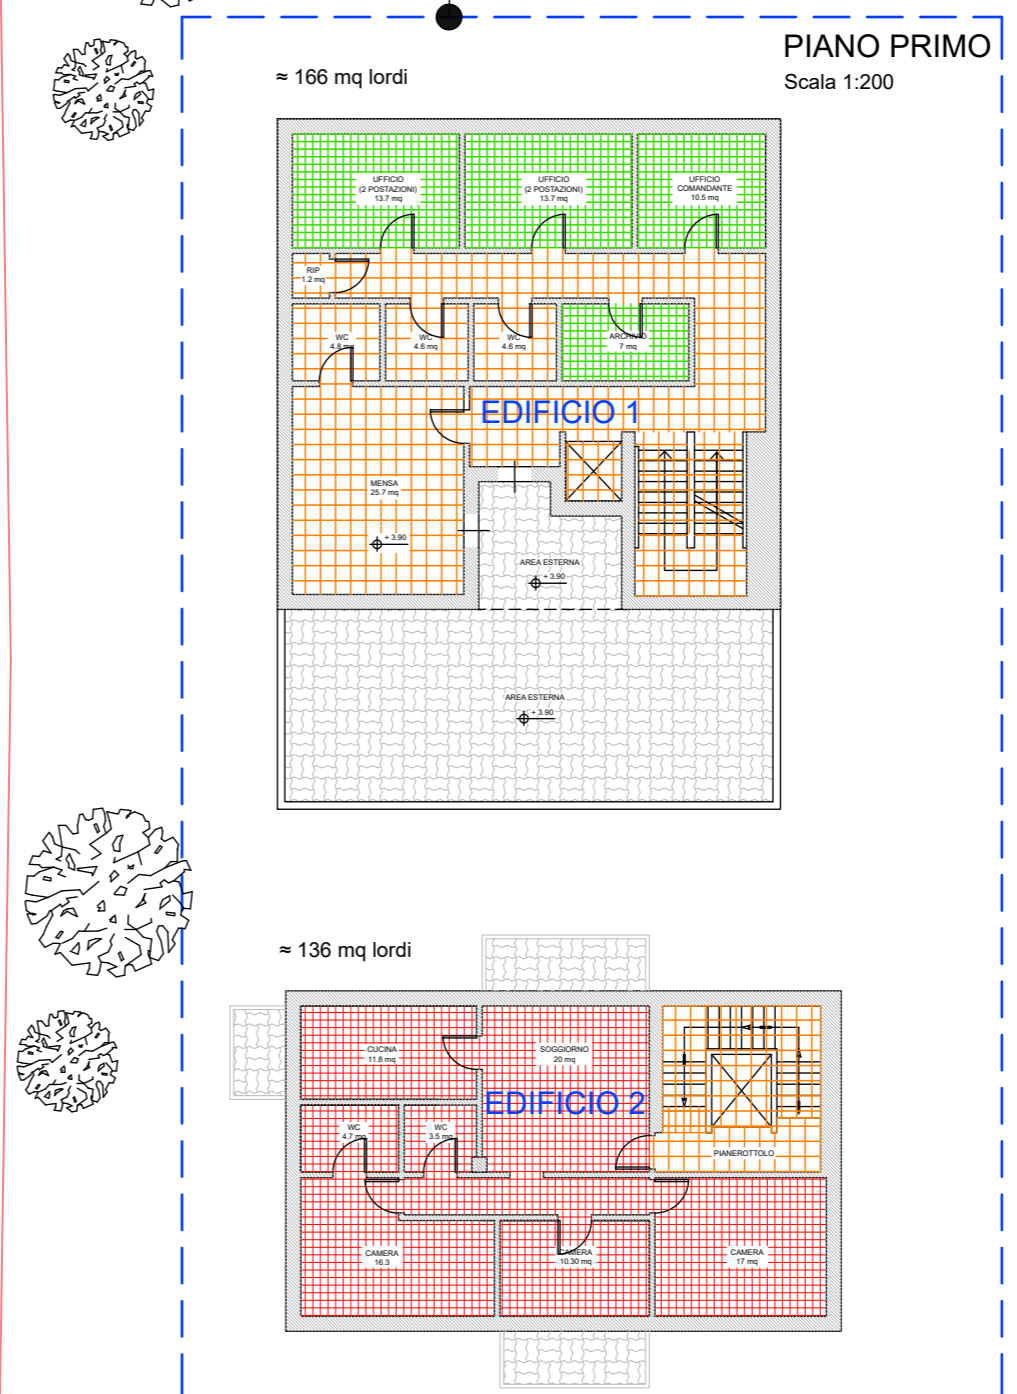 PIANO PRIMO
Scala 1:200
≈ 166 mq lordi
UFFICIO
(2 POSTAZIONI)
13.7 mq
UFFICIO
(2 POSTAZIONI)
13.7 mq
UFFICIO
COMANDANTE
10.5 mq
RIP
1.2 mq
WC
4.8 mq
WC
4.6 mq
WC
4.6 mq
ARCHIVIO
7 mq
EDIFICIO 1
MENSA
25.7 mq
+ 3.90
AREA ESTERNA
+ 3.90
AREA ESTERNA
+ 3.90
≈ 136 mq lordi
CUCINA
11.8 mq
SOGGIORNO
20 mq
EDIFICIO 2
WC
4.7 mq
WC
3.5 mq
PIANEROTTOLO
CAMERA
16.3
CAMERA
10.30 mq
CAMERA
17 mq